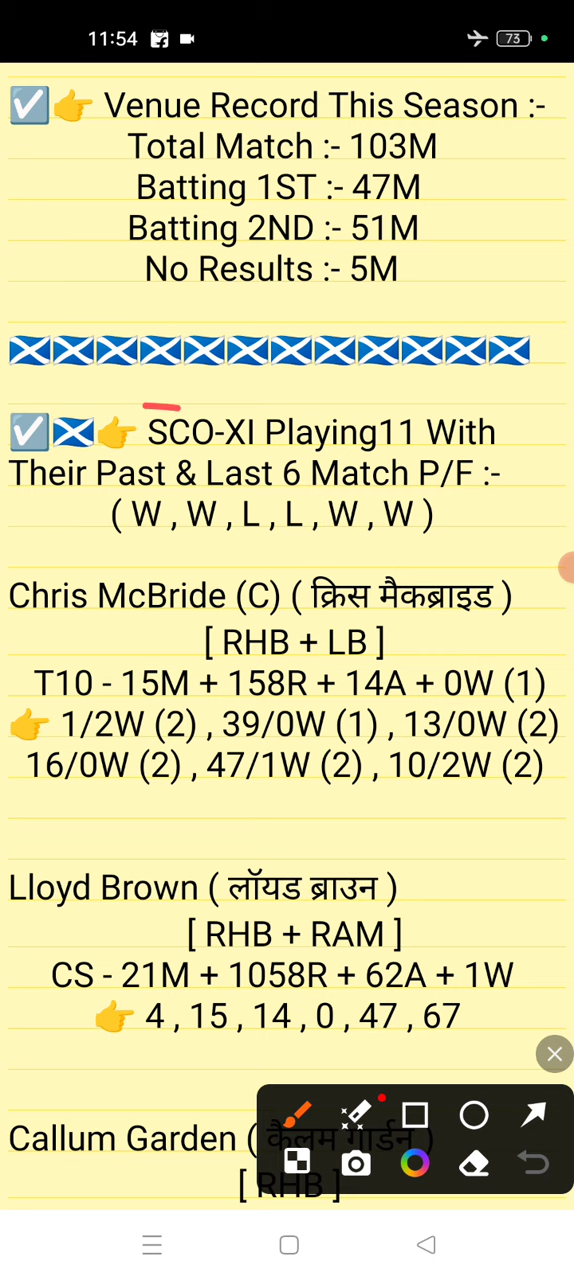 11:54
73
☑️👉 Venue Record This Season :-
Total Match :- 103M
Batting 1ST :- 47M
Batting 2ND :- 51M
No Results :- 5M
☑️🏴󠁧󠁢󠁳󠁣󠁴󠁿👉 SCO-XI Playing11 With
Their Past & Last 6 Match P/F :-
( W , W , L , L , W , W )
Chris McBride (C) ( क्रिस मैकब्राइड )
[ RHB + LB ]
T10 - 15M + 158R + 14A + 0W (1)
👉 1/2W (2) , 39/0W (1) , 13/0W (2)
16/0W (2) , 47/1W (2) , 10/2W (2)
Lloyd Brown ( लॉयड ब्राउन )
[ RHB + RAM ]
CS - 21M + 1058R + 62A + 1W
👉 4 , 15 , 14 , 0 , 47 , 67
Callum Garden ( कैलम गार्डन )
[ RHB ]